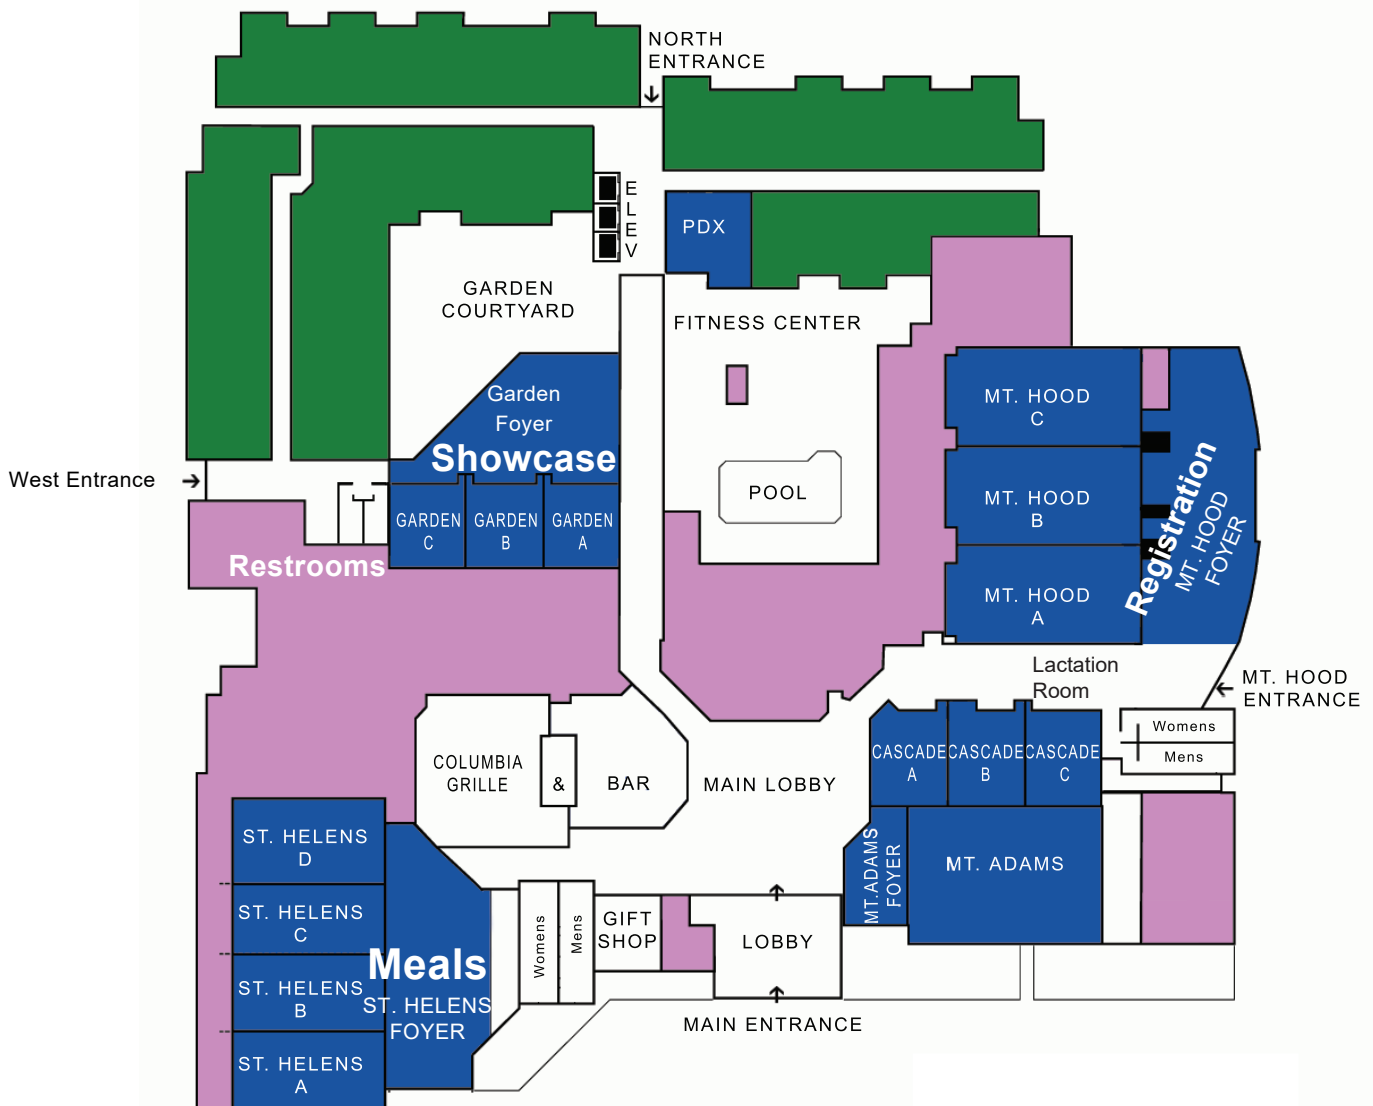 NORTH
ENTRANCE
E
L
E
V
PDX
GARDEN
COURTYARD
FITNESS CENTER
Garden
Foyer
Showcase
West Entrance
GARDEN
C
GARDEN
B
GARDEN
A
Restrooms
POOL
MT. HOOD
C
MT. HOOD
B
MT. HOOD
A
Registration
MT. HOOD
FOYER
Lactation
Room
MT. HOOD
ENTRANCE
Womens
Mens
CASCADE
A
CASCADE
B
CASCADE
C
COLUMBIA
GRILLE
&
BAR
MAIN LOBBY
MT.ADAMS
FOYER
MT. ADAMS
ST. HELENS
D
ST. HELENS
C
ST. HELENS
B
ST. HELENS
A
Meals
ST. HELENS
FOYER
Womens
Mens
GIFT
SHOP
LOBBY
MAIN ENTRANCE